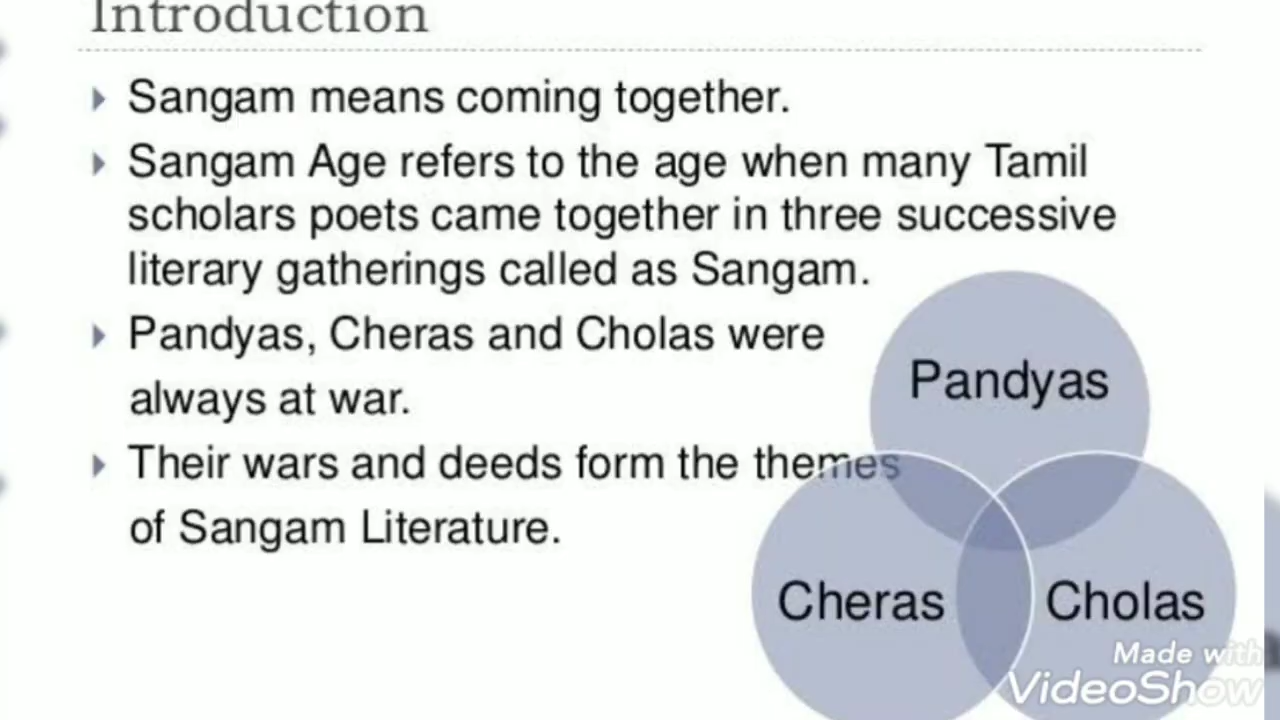 Introduction
Sangam means coming together.
Sangam Age refers to the age when many Tamil
scholars poets came together in three successive
literary gatherings called as Sangam.
Pandyas, Cheras and Cholas were
always at war.
Their wars and deeds form the themes
of Sangam Literature.
Pandyas
Cheras
Cholas
Made with
VideoShow